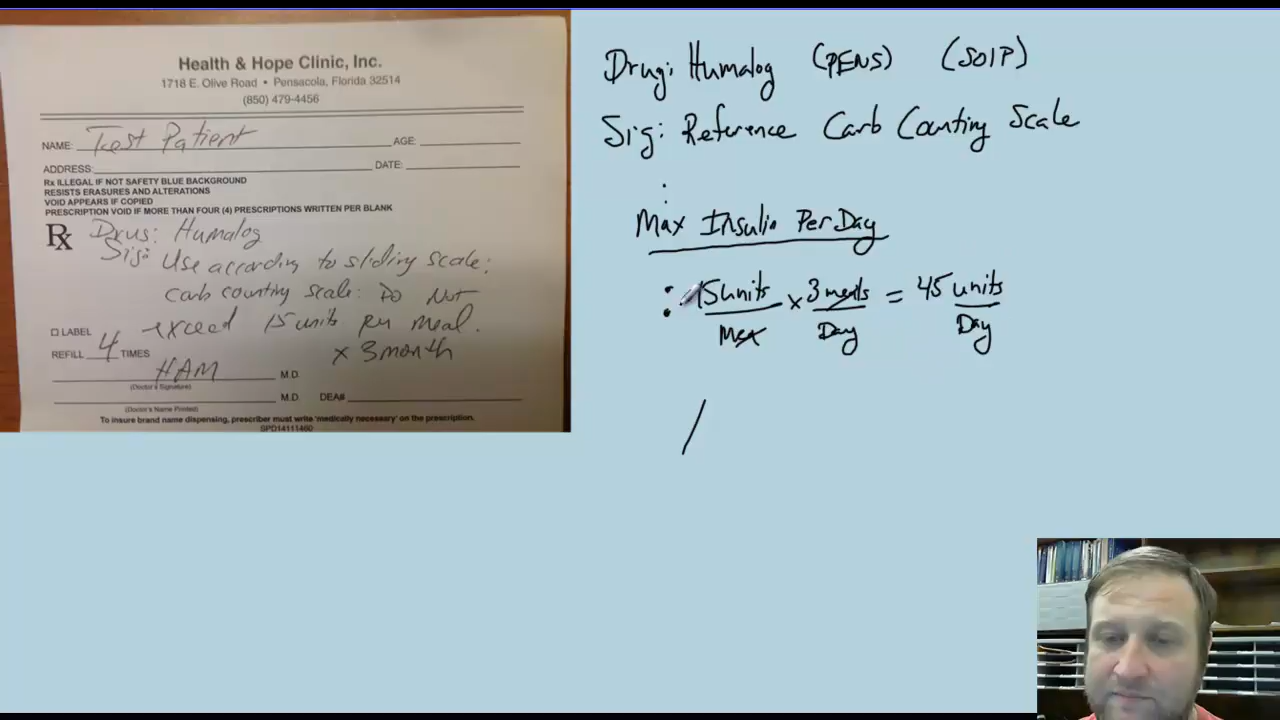 Health & Hope Clinic, Inc.
1718 E. Olive Road • Pensacola, Florida 32514
(850) 479-4456
NAME: Test Patient AGE:
ADDRESS: DATE:
Rx ILLEGAL IF NOT SAFETY BLUE BACKGROUND
RESISTS ERASURES AND ALTERATIONS
VOID APPEARS IF COPIED
PRESCRIPTION VOID IF MORE THAN FOUR (4) PRESCRIPTIONS WRITTEN PER BLANK
Rx Drug: Humalog
Sig: Use according to sliding scale:
carb counting scale: Do Not
LABEL exceed 15 units per meal.
REFILL 4 TIMES x 3 month
HAM M.D.
(Doctor's Signature)
M.D. DEA#
(Doctor's Name Printed)
To insure brand name dispensing, prescriber must write 'medically necessary' on the prescription.
SPD14111460
Drug: Humalog (PENS) (SOIP)
Sig: Reference Carb Counting Scale
Max Insulin Per Day
: 15 units x 3 meals = 45 units
Day Day